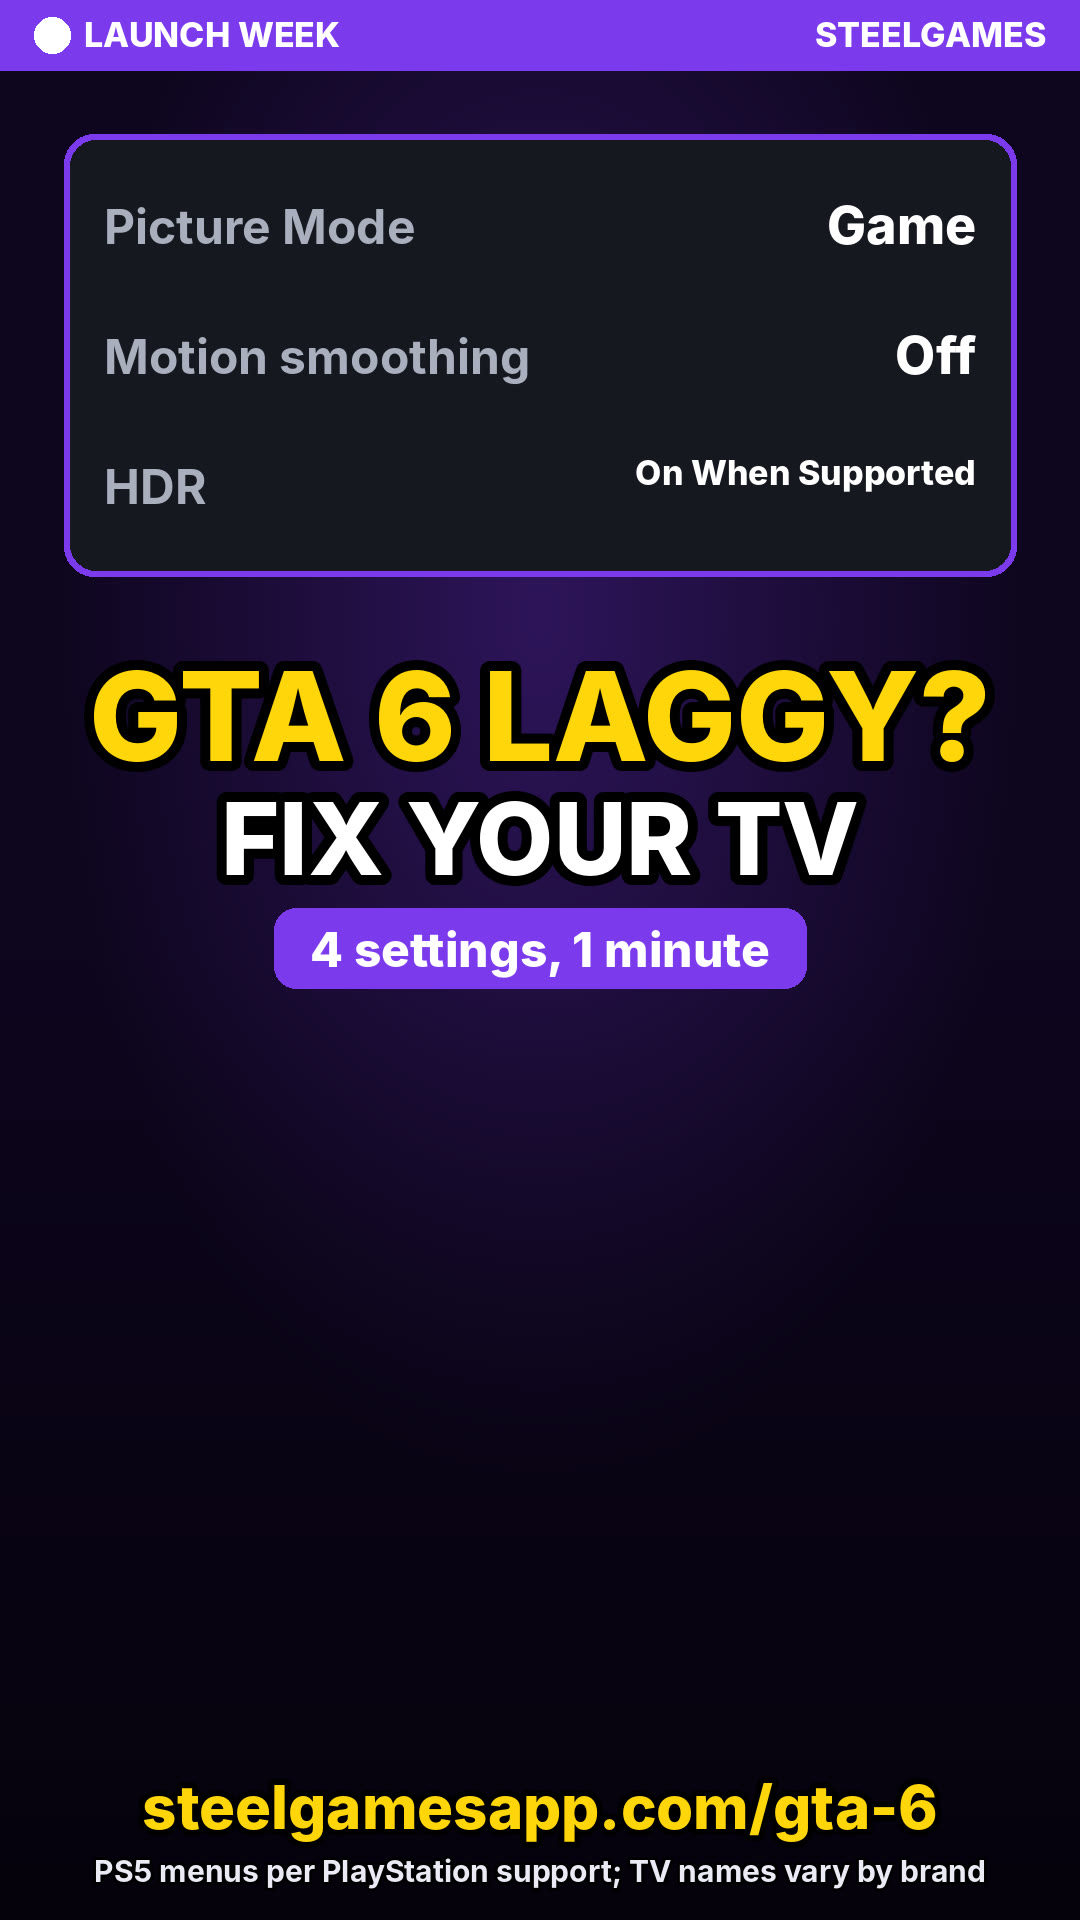 LAUNCH WEEK STEELGAMES
Picture Mode Game
Motion smoothing Off
HDR On When Supported
GTA 6 LAGGY?
FIX YOUR TV
4 settings, 1 minute
steelgamesapp.com/gta-6
PS5 menus per PlayStation support; TV names vary by brand